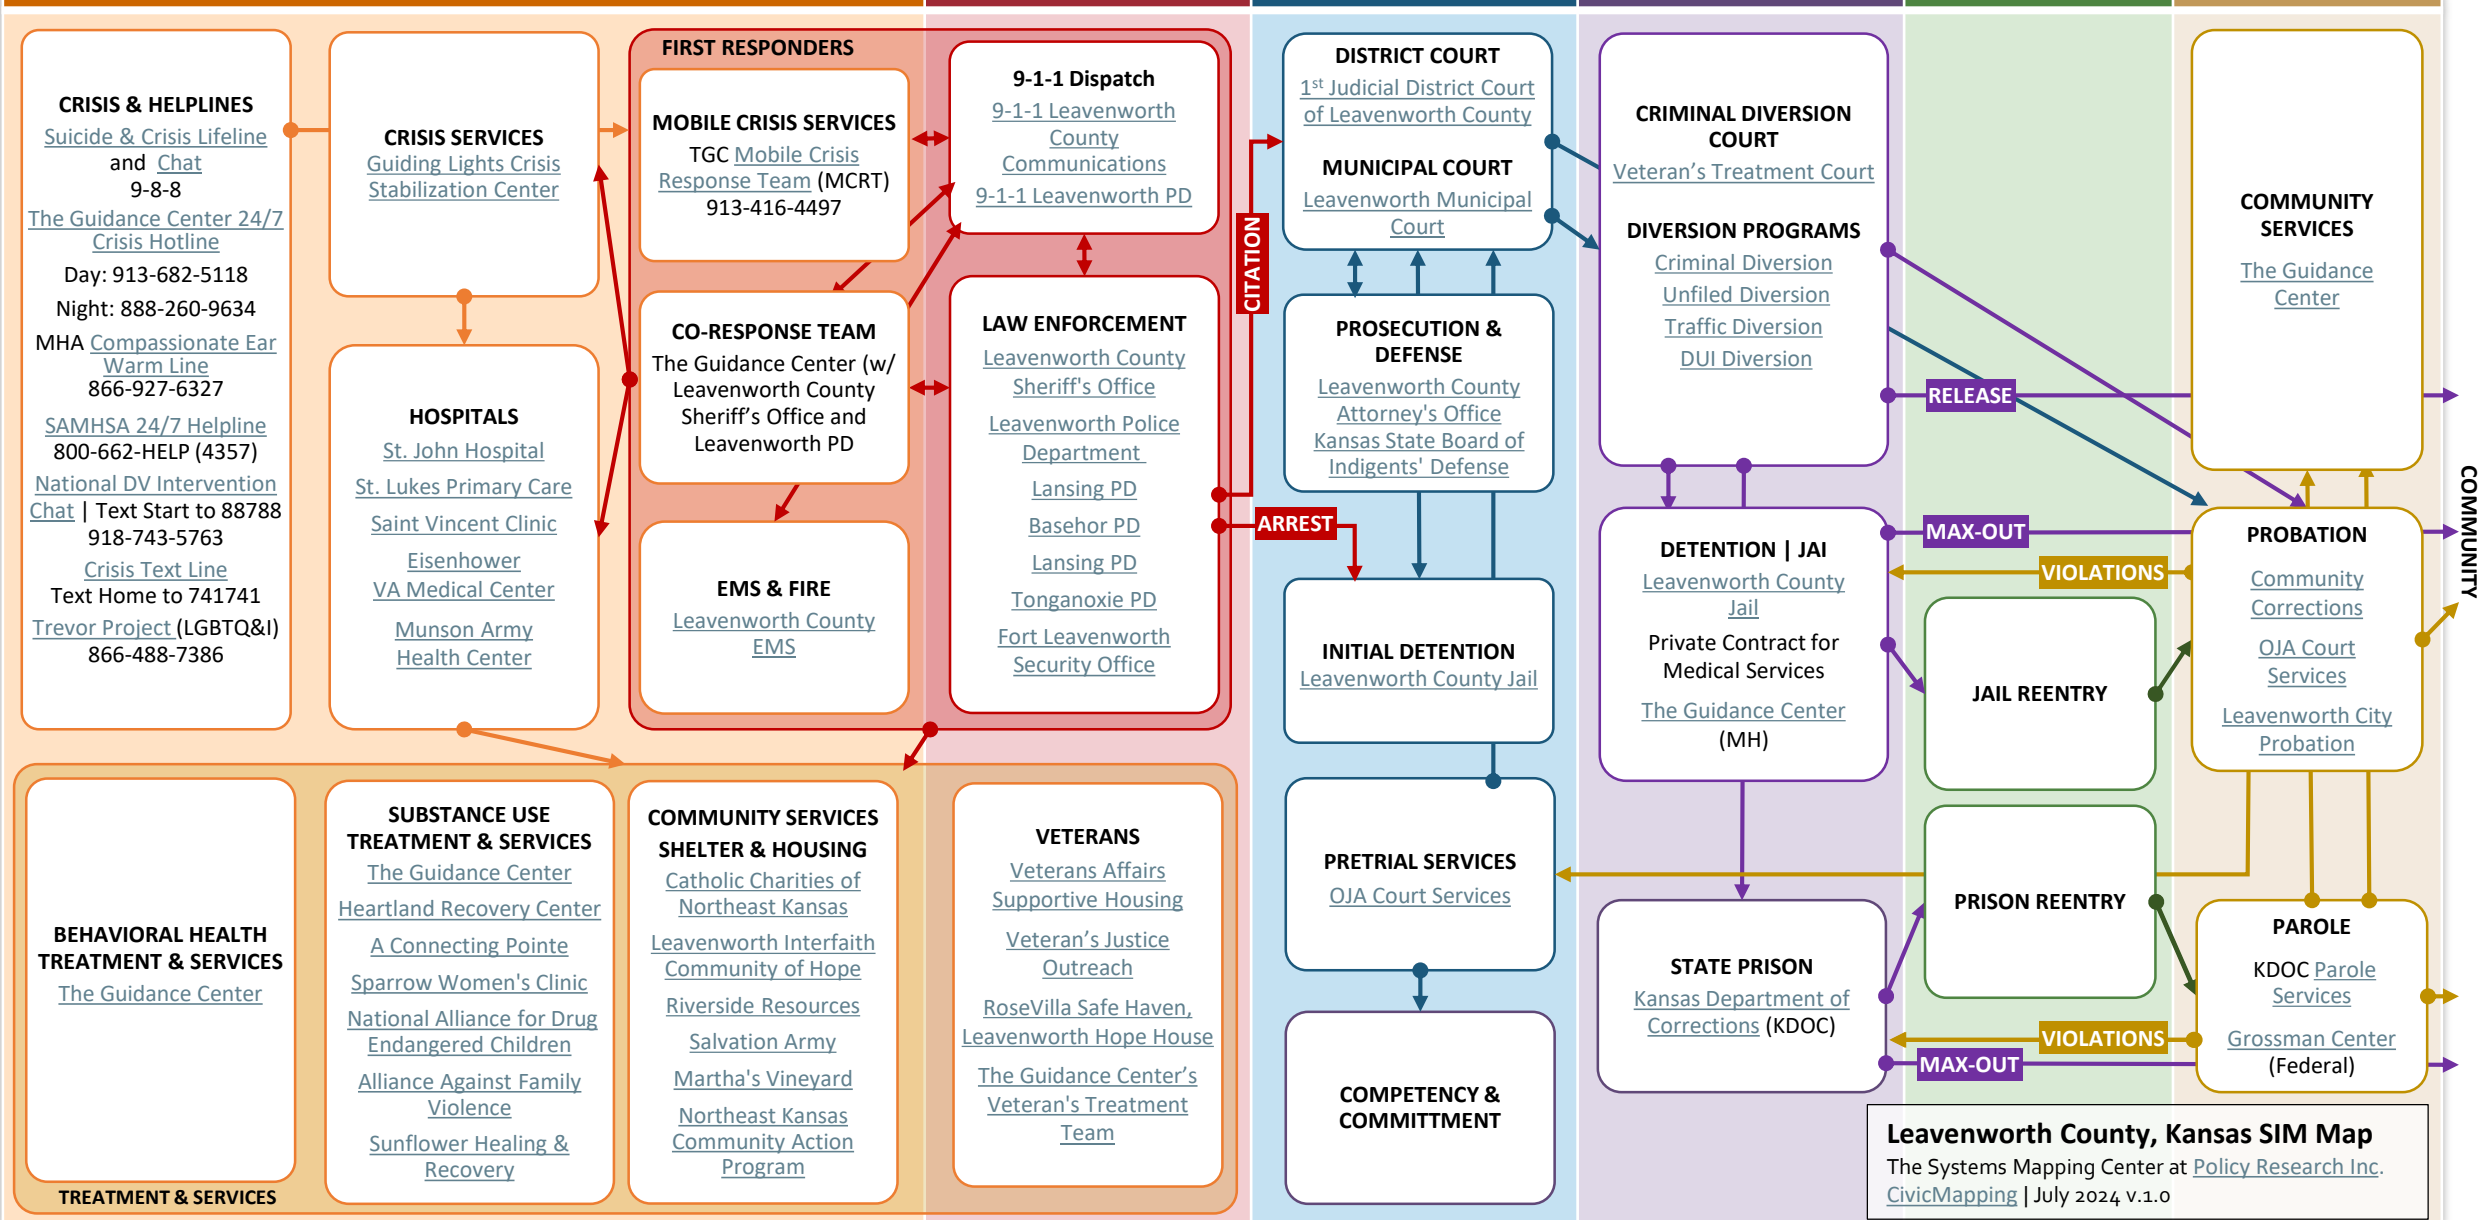 CRISIS & HELPLINES
Suicide & Crisis Lifeline
and Chat
9-8-8
The Guidance Center 24/7
Crisis Hotline
Day: 913-682-5118
Night: 888-260-9634
MHA Compassionate Ear
Warm Line
866-927-6327
SAMHSA 24/7 Helpline
800-662-HELP (4357)
National DV Intervention
Chat | Text Start to 88788
918-743-5763
Crisis Text Line
Text Home to 741741
Trevor Project (LGBTQ&I)
866-488-7386
CRISIS SERVICES
Guiding Lights Crisis
Stabilization Center
HOSPITALS
St. John Hospital
St. Lukes Primary Care
Saint Vincent Clinic
Eisenhower
VA Medical Center
Munson Army
Health Center
FIRST RESPONDERS
MOBILE CRISIS SERVICES
TGC Mobile Crisis
Response Team (MCRT)
913-416-4497
CO-RESPONSE TEAM
The Guidance Center (w/
Leavenworth County
Sheriff's Office and
Leavenworth PD
EMS & FIRE
Leavenworth County
EMS
9-1-1 Dispatch
9-1-1 Leavenworth
County
Communications
9-1-1 Leavenworth PD
LAW ENFORCEMENT
Leavenworth County
Sheriff's Office
Leavenworth Police
Department
Lansing PD
Basehor PD
Lansing PD
Tonganoxie PD
Fort Leavenworth
Security Office
CITATION
ARREST
DISTRICT COURT
1st Judicial District Court
of Leavenworth County
MUNICIPAL COURT
Leavenworth Municipal
Court
PROSECUTION &
DEFENSE
Leavenworth County
Attorney's Office
Kansas State Board of
Indigents' Defense
INITIAL DETENTION
Leavenworth County Jail
PRETRIAL SERVICES
OJA Court Services
COMPETENCY &
COMMITTMENT
CRIMINAL DIVERSION
COURT
Veteran's Treatment Court
DIVERSION PROGRAMS
Criminal Diversion
Unfiled Diversion
Traffic Diversion
DUI Diversion
DETENTION | JAI
Leavenworth County
Jail
Private Contract for
Medical Services
The Guidance Center
(MH)
STATE PRISON
Kansas Department of
Corrections (KDOC)
RELEASE
MAX-OUT
VIOLATIONS
JAIL REENTRY
PRISON REENTRY
VIOLATIONS
MAX-OUT
COMMUNITY
SERVICES
The Guidance
Center
PROBATION
Community
Corrections
OJA Court
Services
Leavenworth City
Probation
PAROLE
KDOC Parole
Services
Grossman Center
(Federal)
COMMUNITY
BEHAVIORAL HEALTH
TREATMENT & SERVICES
The Guidance Center
SUBSTANCE USE
TREATMENT & SERVICES
The Guidance Center
Heartland Recovery Center
A Connecting Pointe
Sparrow Women's Clinic
National Alliance for Drug
Endangered Children
Alliance Against Family
Violence
Sunflower Healing &
Recovery
COMMUNITY SERVICES
SHELTER & HOUSING
Catholic Charities of
Northeast Kansas
Leavenworth Interfaith
Community of Hope
Riverside Resources
Salvation Army
Martha's Vineyard
Northeast Kansas
Community Action
Program
VETERANS
Veterans Affairs
Supportive Housing
Veteran's Justice
Outreach
RoseVilla Safe Haven,
Leavenworth Hope House
The Guidance Center's
Veteran's Treatment
Team
TREATMENT & SERVICES
Leavenworth County, Kansas SIM Map
The Systems Mapping Center at Policy Research Inc.
CivicMapping | July 2024 v.1.0